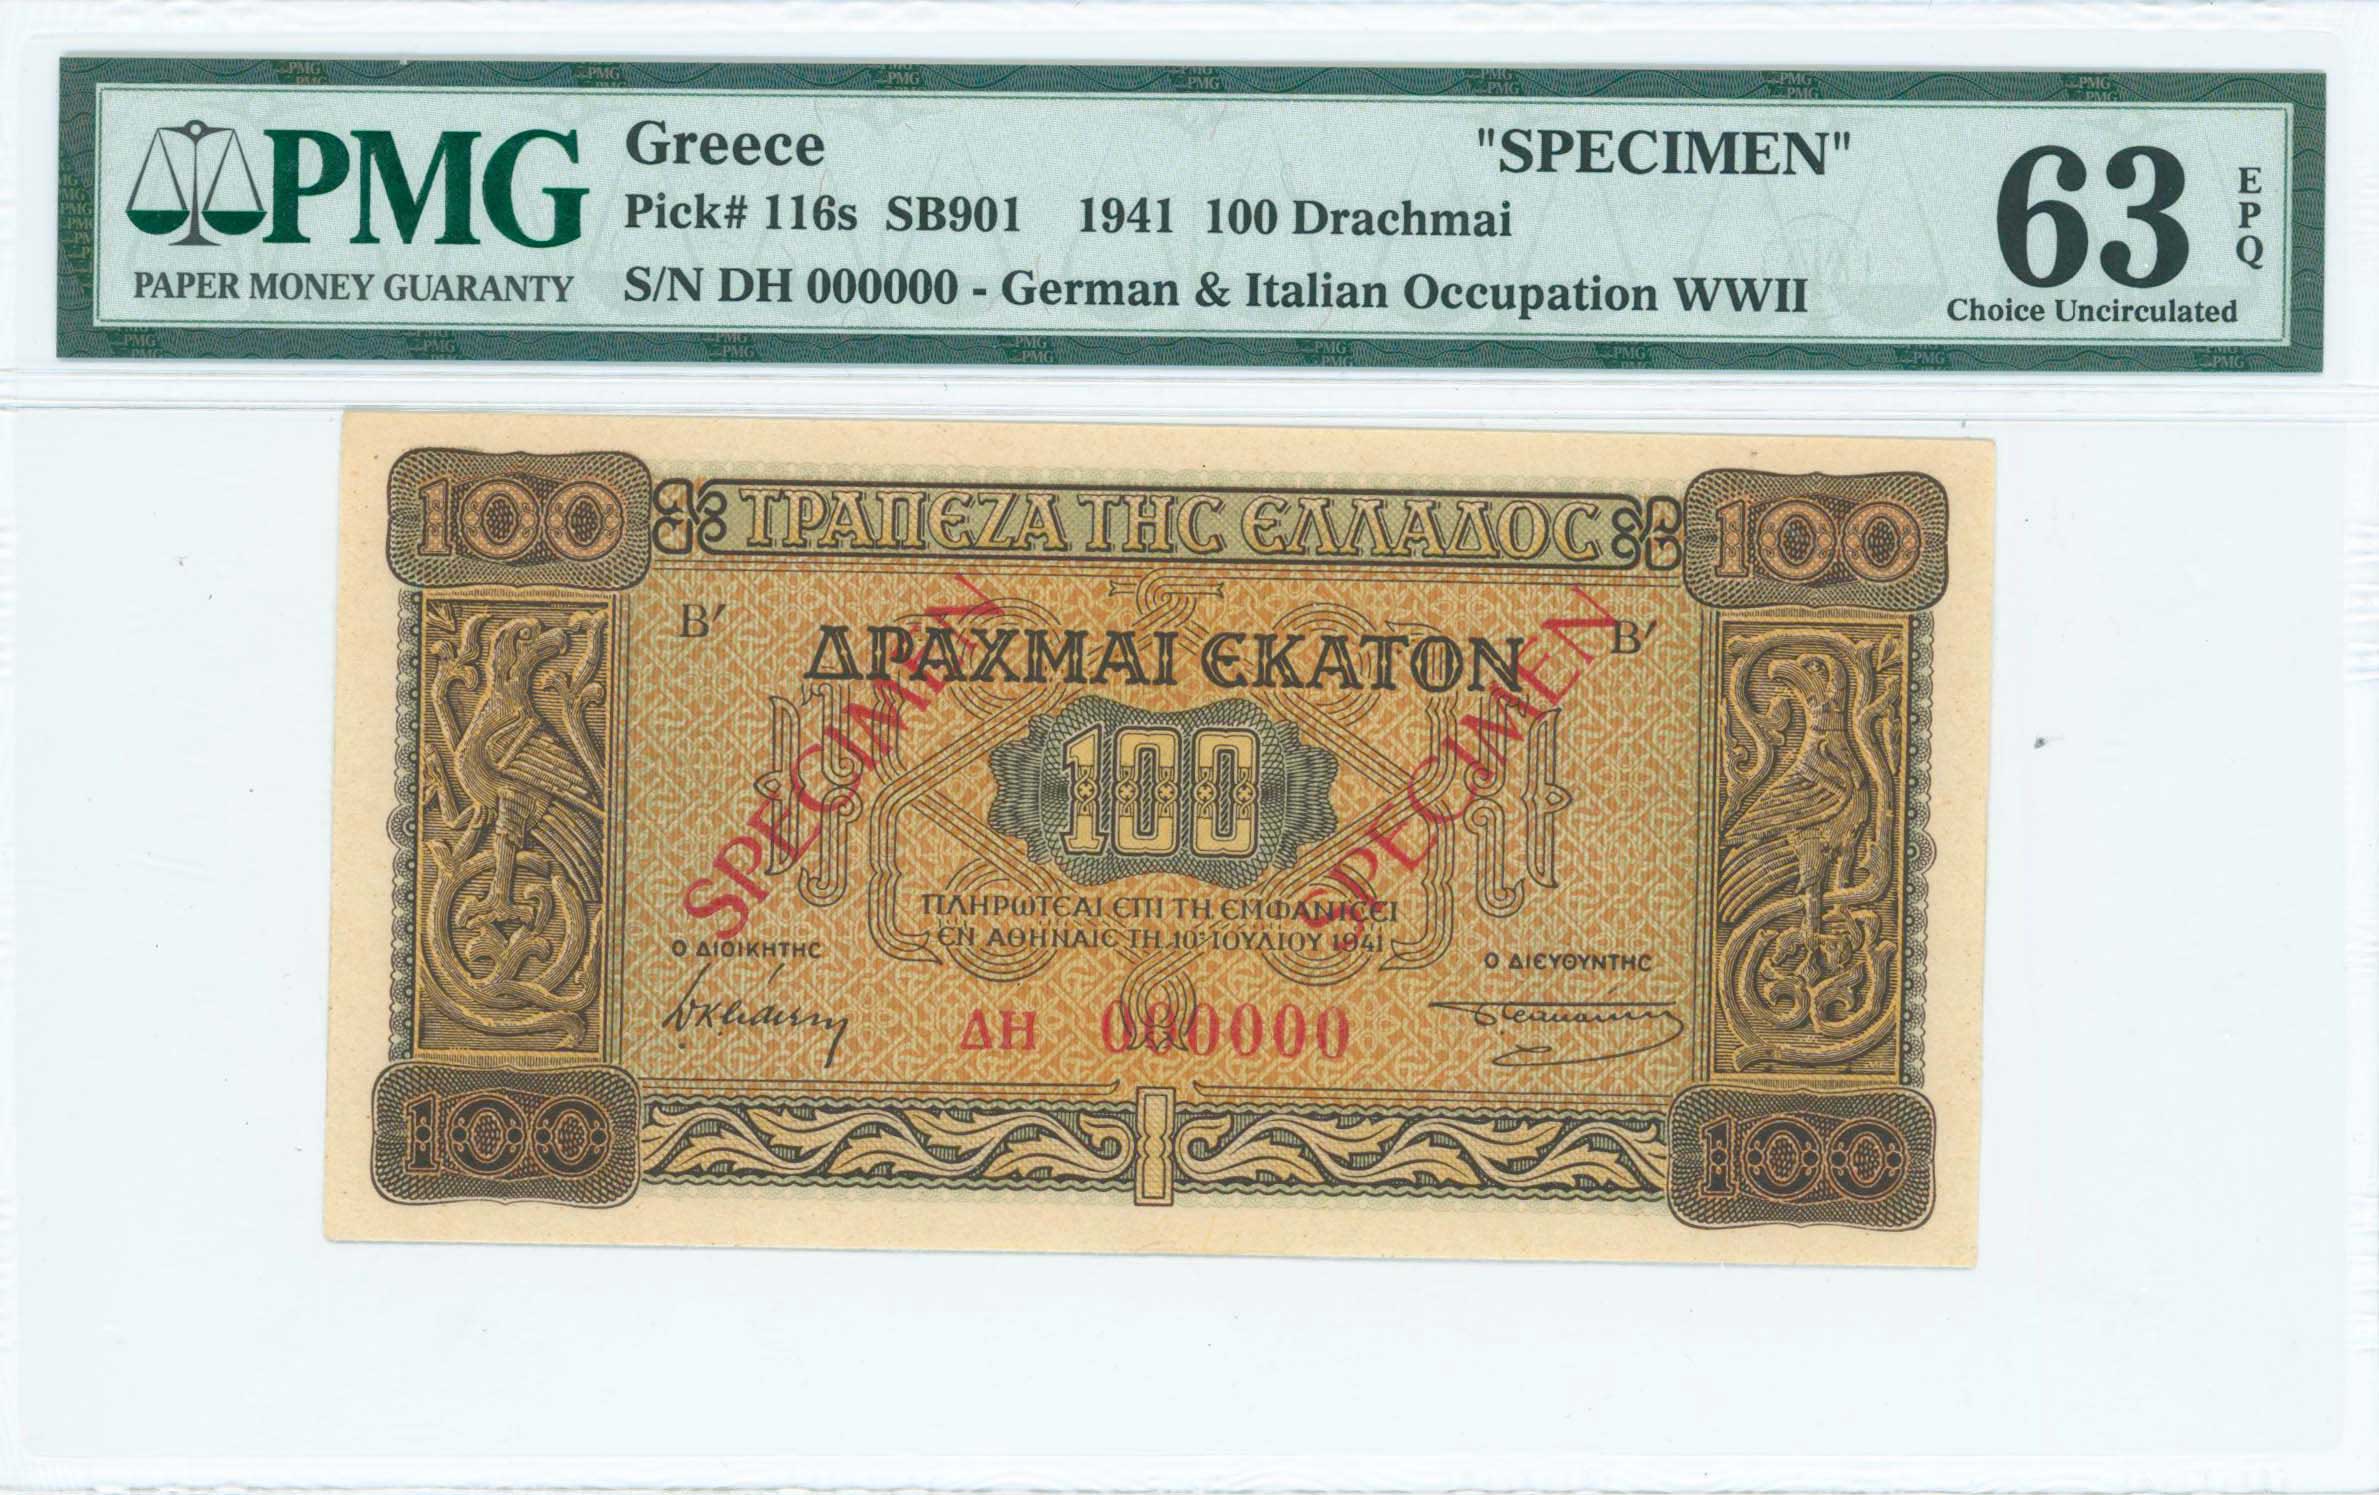 PMG
PAPER MONEY GUARANTY
Greece
"SPECIMEN"
Pick# 116s SB901 1941 100 Drachmai
S/N DH 000000 - German & Italian Occupation WWII
63
EPQ
Choice Uncirculated
100
ΤΡΑΠΕΖΑ ΤΗϹ ΕΛΛΑΔΟϹ
100
Β′
ΔΡΑΧΜΑΙ ΕΚΑΤΟΝ
Β′
SPECIMEN
SPECIMEN
100
ΠΛΗΡΩΤΕΑΙ ΕΠΙ ΤΗ ΕΜΦΑΝΙϹΕΙ
ΕΝ ΑΘΗΝΑΙϹ ΤΗ 10ῃ ΙΟΥΛΙΟΥ 1941
Ο ΔΙΟΙΚΗΤΗϹ
Ο ΔΙΕΥΘΥΝΤΗϹ
ΔΗ 000000
100
100